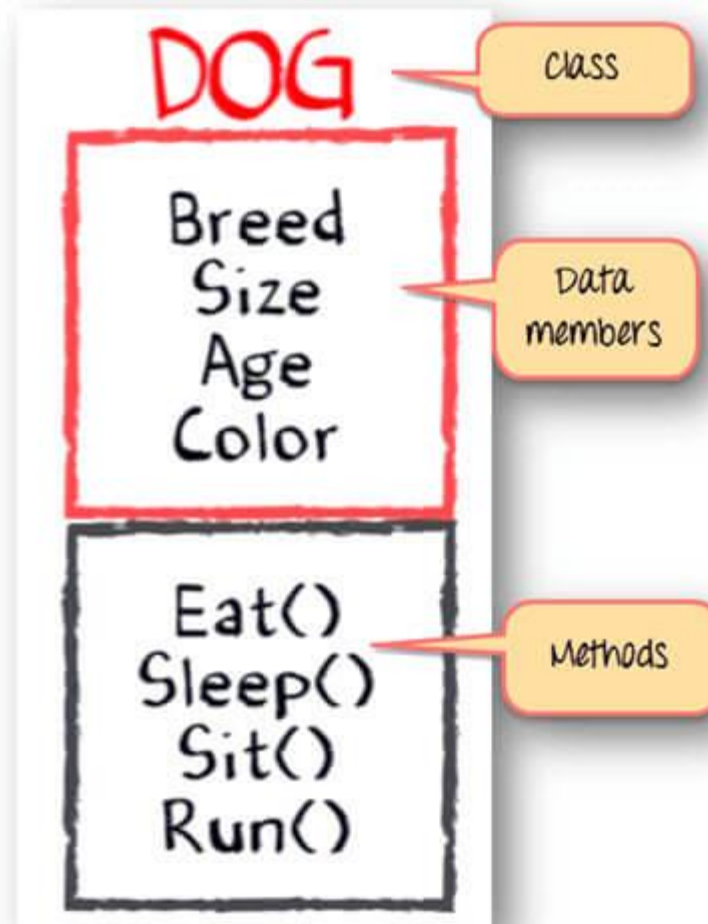 DOG
Class
Breed
Size
Age
Color
Data
members
Eat()
Sleep()
Sit()
Run()
Methods